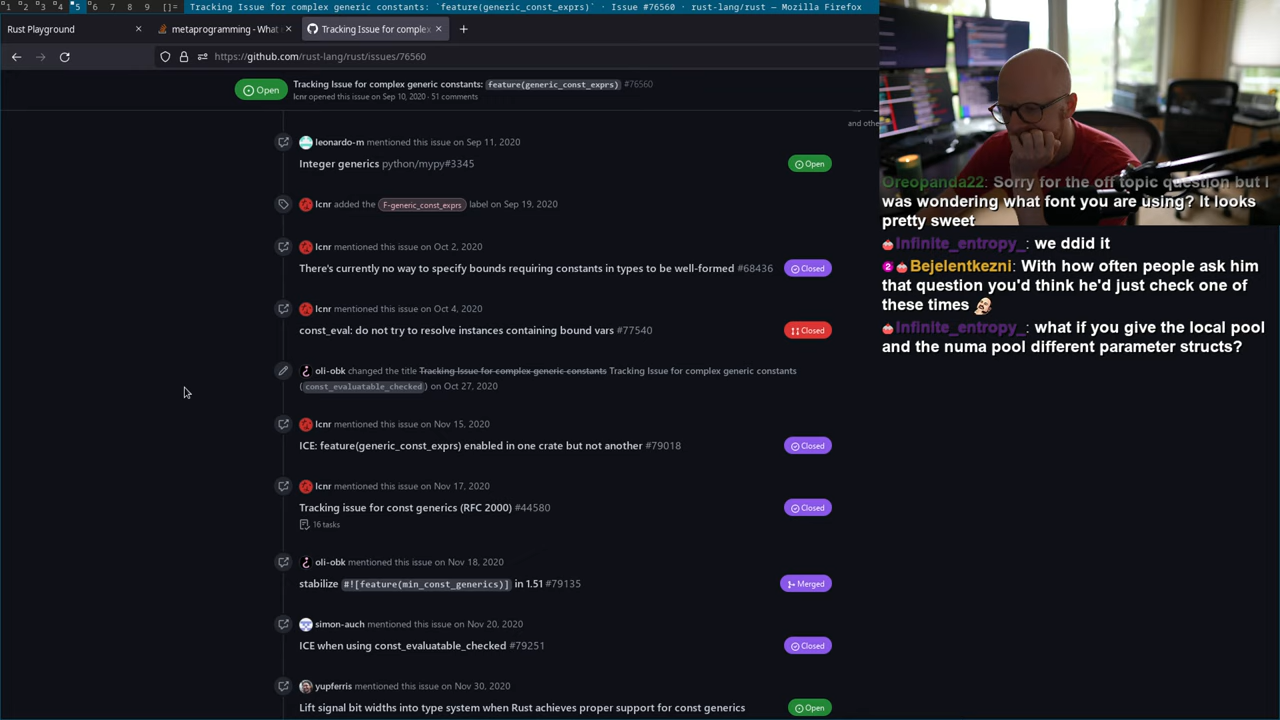 1 2 3 4 5 6 7 8 9 []= Tracking Issue for complex generic constants: `feature(generic_const_exprs)` · Issue #76560 · rust-lang/rust — Mozilla Firefox
Rust Playground
metaprogramming - What
Tracking Issue for complex
https://github.com/rust-lang/rust/issues/76560
Open
Tracking Issue for complex generic constants: feature(generic_const_exprs) #76560
lcnr opened this issue on Sep 10, 2020 · 51 comments
and othe
leonardo-m mentioned this issue on Sep 11, 2020
Integer generics python/mypy#3345
Open
lcnr added the F-generic_const_exprs label on Sep 19, 2020
lcnr mentioned this issue on Oct 2, 2020
There's currently no way to specify bounds requiring constants in types to be well-formed #68436
Closed
lcnr mentioned this issue on Oct 4, 2020
const_eval: do not try to resolve instances containing bound vars #77540
Closed
oli-obk changed the title Tracking Issue for complex generic constants Tracking Issue for complex generic constants
(const_evaluatable_checked) on Oct 27, 2020
lcnr mentioned this issue on Nov 15, 2020
ICE: feature(generic_const_exprs) enabled in one crate but not another #79018
Closed
lcnr mentioned this issue on Nov 17, 2020
Tracking issue for const generics (RFC 2000) #44580
Closed
16 tasks
oli-obk mentioned this issue on Nov 18, 2020
stabilize #![feature(min_const_generics)] in 1.51 #79135
Merged
simon-auch mentioned this issue on Nov 20, 2020
ICE when using const_evaluatable_checked #79251
Closed
yupferris mentioned this issue on Nov 30, 2020
Lift signal bit widths into type system when Rust achieves proper support for const generics
Open
Oreopanda22: Sorry for the off topic question but I
was wondering what font you are using? It looks
pretty sweet
Infinite_entropy_: we ddid it
2 Bejelentkezni: With how often people ask him
that question you'd think he'd just check one of
these times
Infinite_entropy_: what if you give the local pool
and the numa pool different parameter structs?